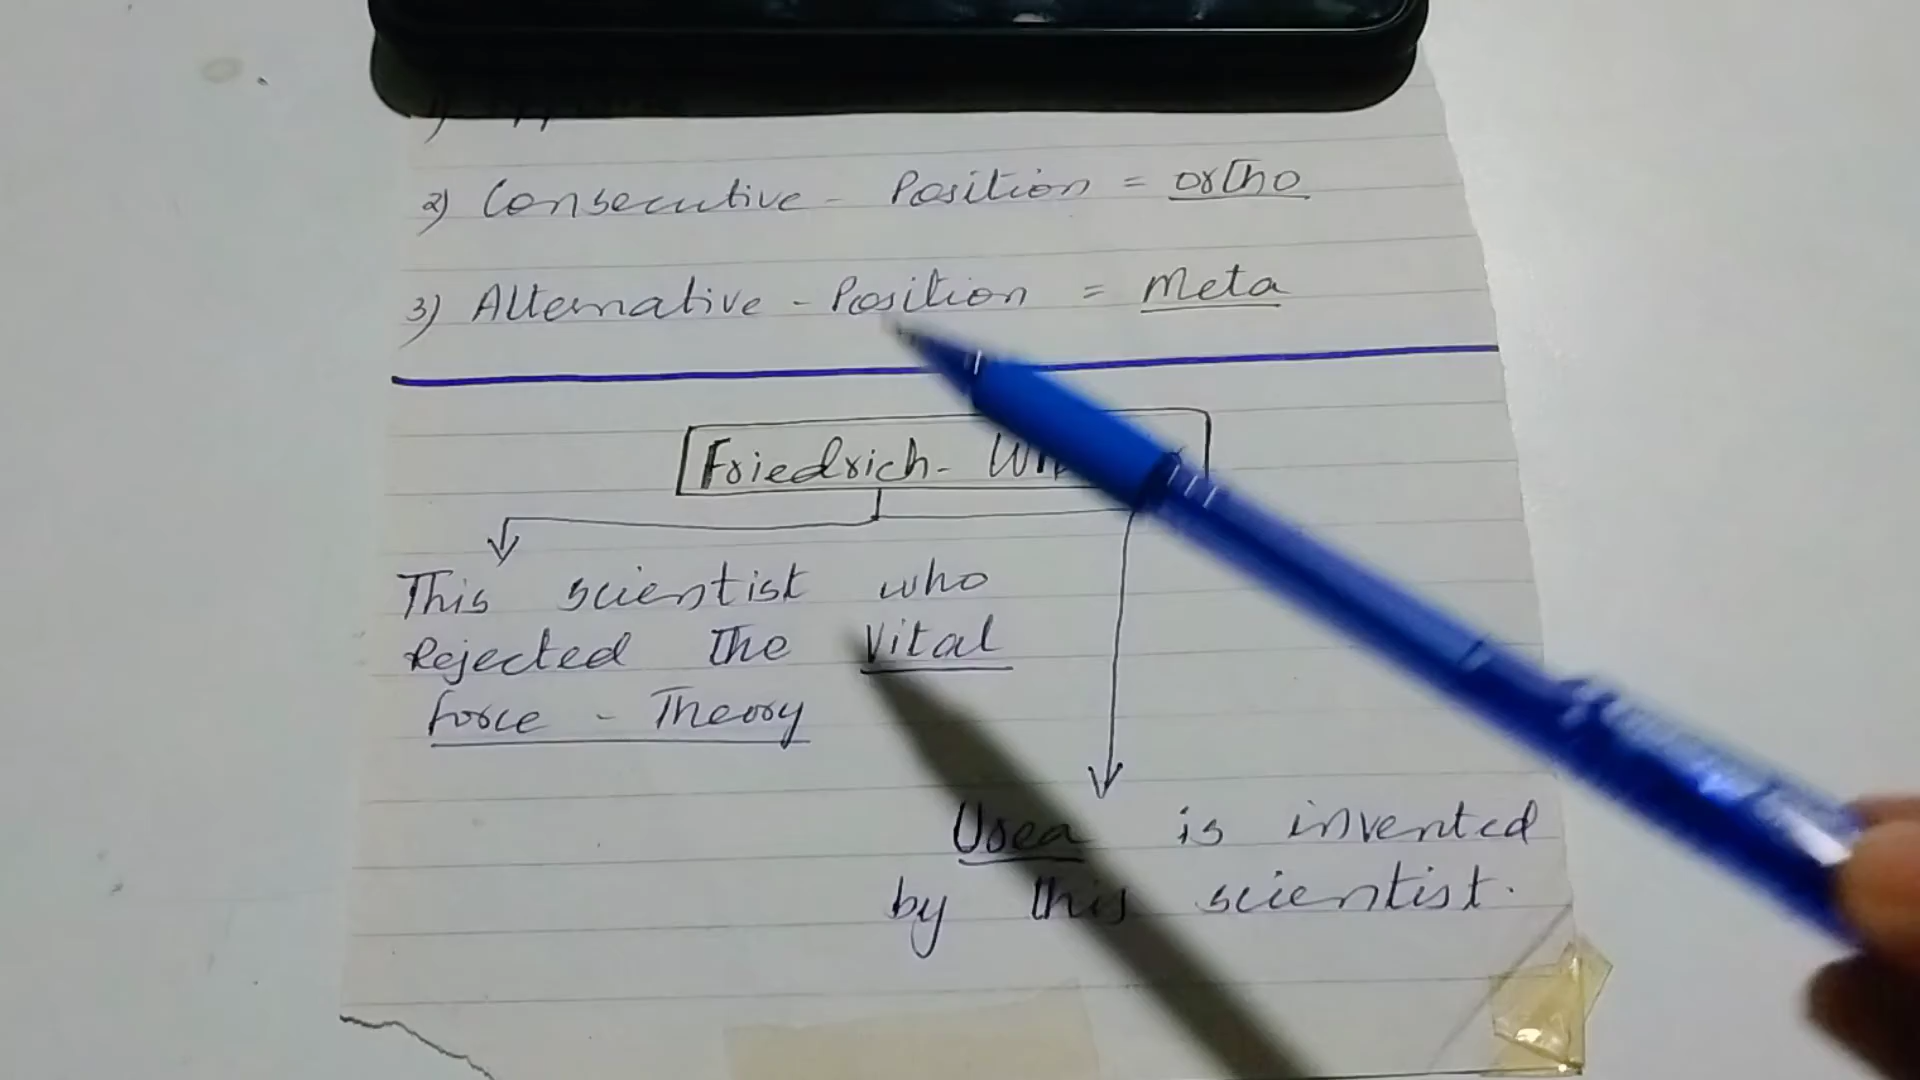 2) Consecutive - Position = ortho
3) Alternative - Position = Meta
Friedrich -
This scientist who
Rejected The Vital
force - Theory
Urea is invented
by this scientist.